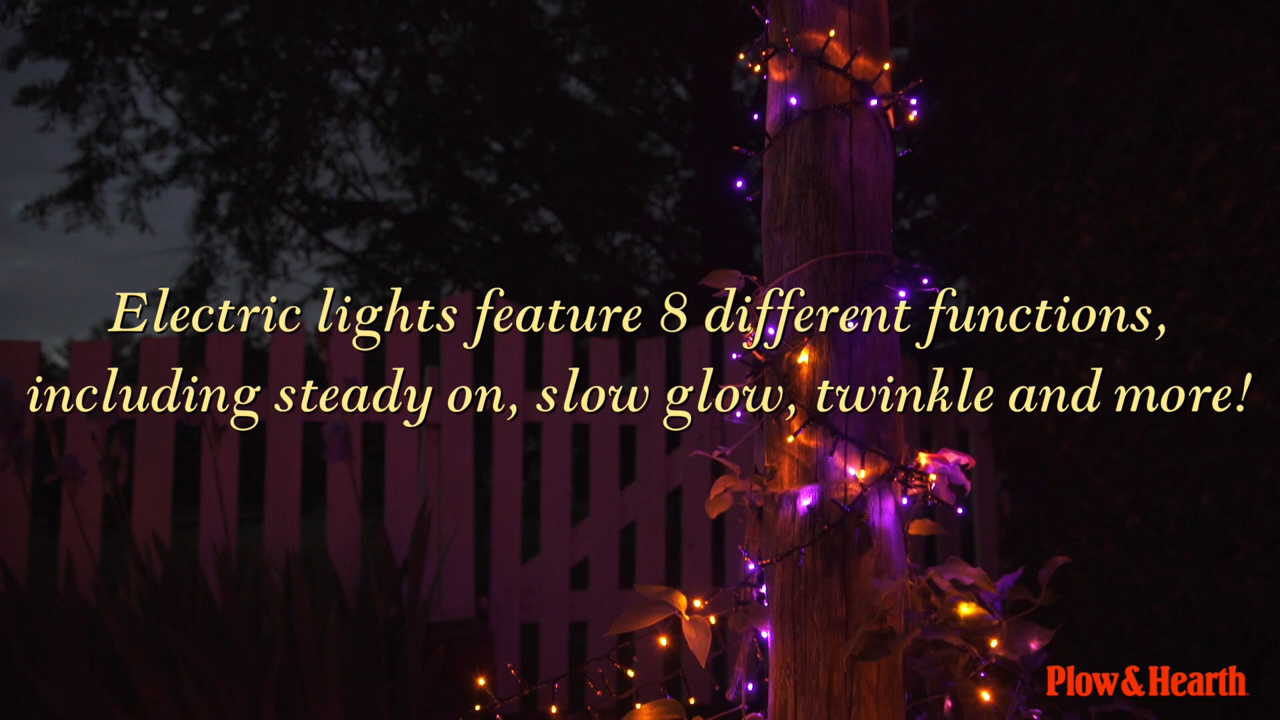 Electric lights feature 8 different functions,
including steady on, slow glow, twinkle and more!
Plow & Hearth